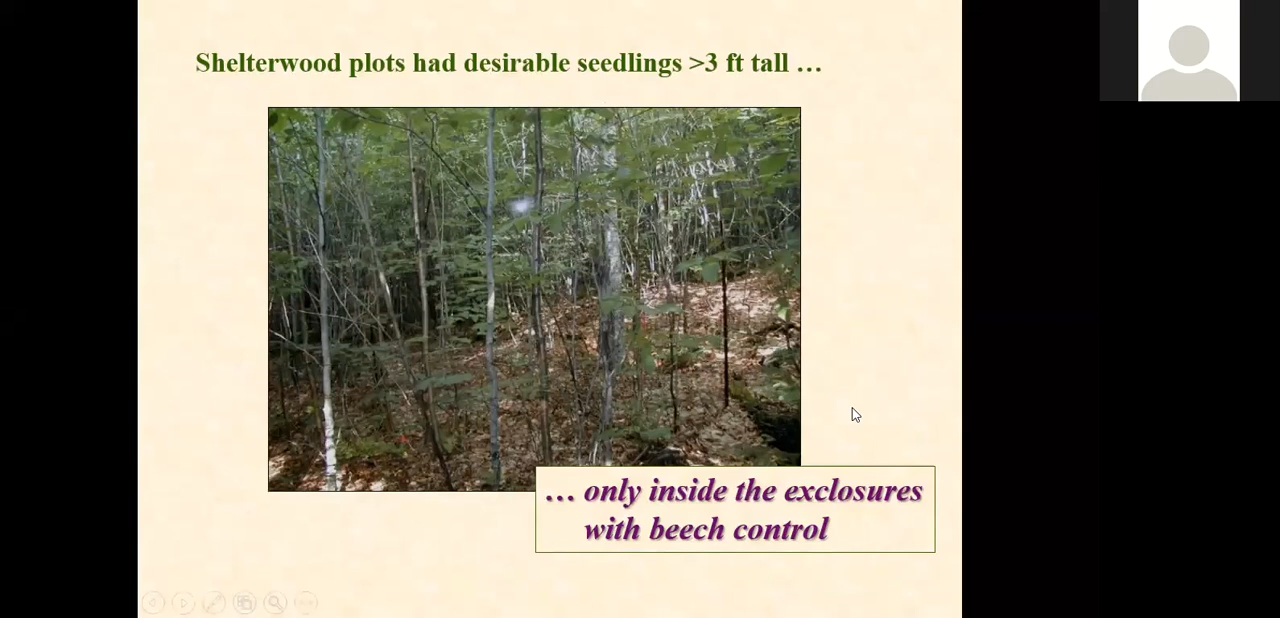 Shelterwood plots had desirable seedlings >3 ft tall …
… only inside the exclosures
with beech control